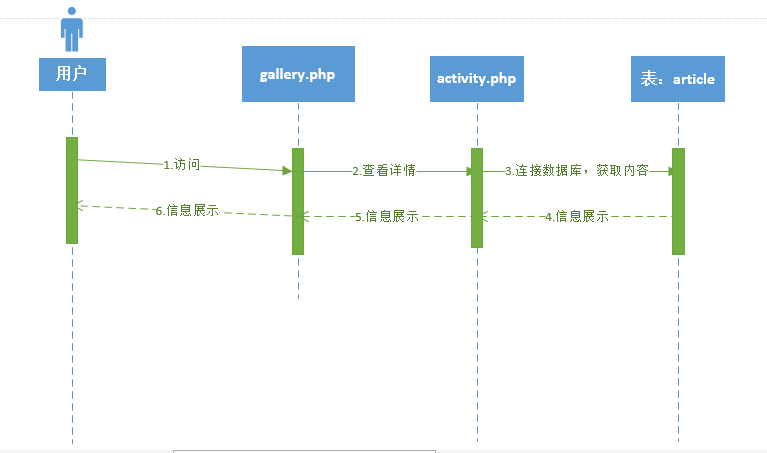 用户
gallery.php
activity.php
表：article
1.访问
2.查看详情
3.连接数据库，获取内容
6.信息展示
5.信息展示
4.信息展示